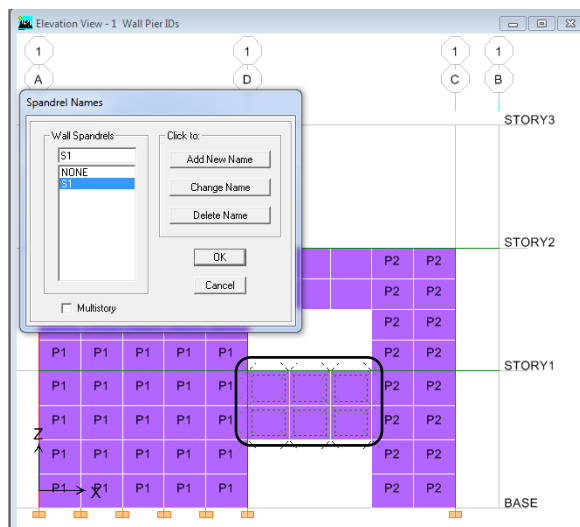 Elevation View - 1 Wall Pier IDs
1 1 1 1
A D C B
Spandrel Names
Wall Spandrels
S1
NONE
S1
Multistory
Click to:
Add New Name
Change Name
Delete Name
OK
Cancel
STORY3
STORY2
P2 P2
P2 P2
P2 P2
P1 P1 P1 P1 P1 P2 P2
STORY1
P1 P1 P1 P1 P1 P2 P2
P1 P1 P1 P1 P1 P2 P2
Z
P1 P1 P1 P1 P1 P2 P2
X
BASE